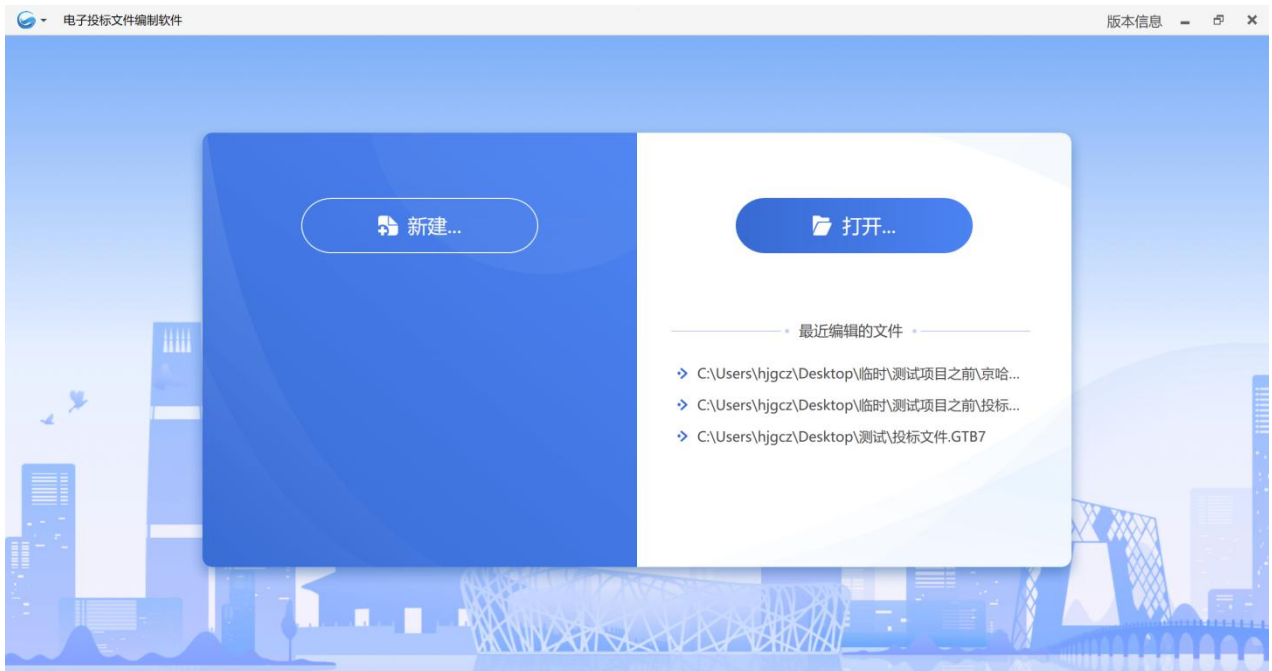 电子投标文件编制软件
版本信息
新建...
打开...
最近编辑的文件
C:\Users\hjgcz\Desktop\临时\测试项目之前\京哈...
C:\Users\hjgcz\Desktop\临时\测试项目之前\投标...
C:\Users\hjgcz\Desktop\测试\投标文件.GTB7